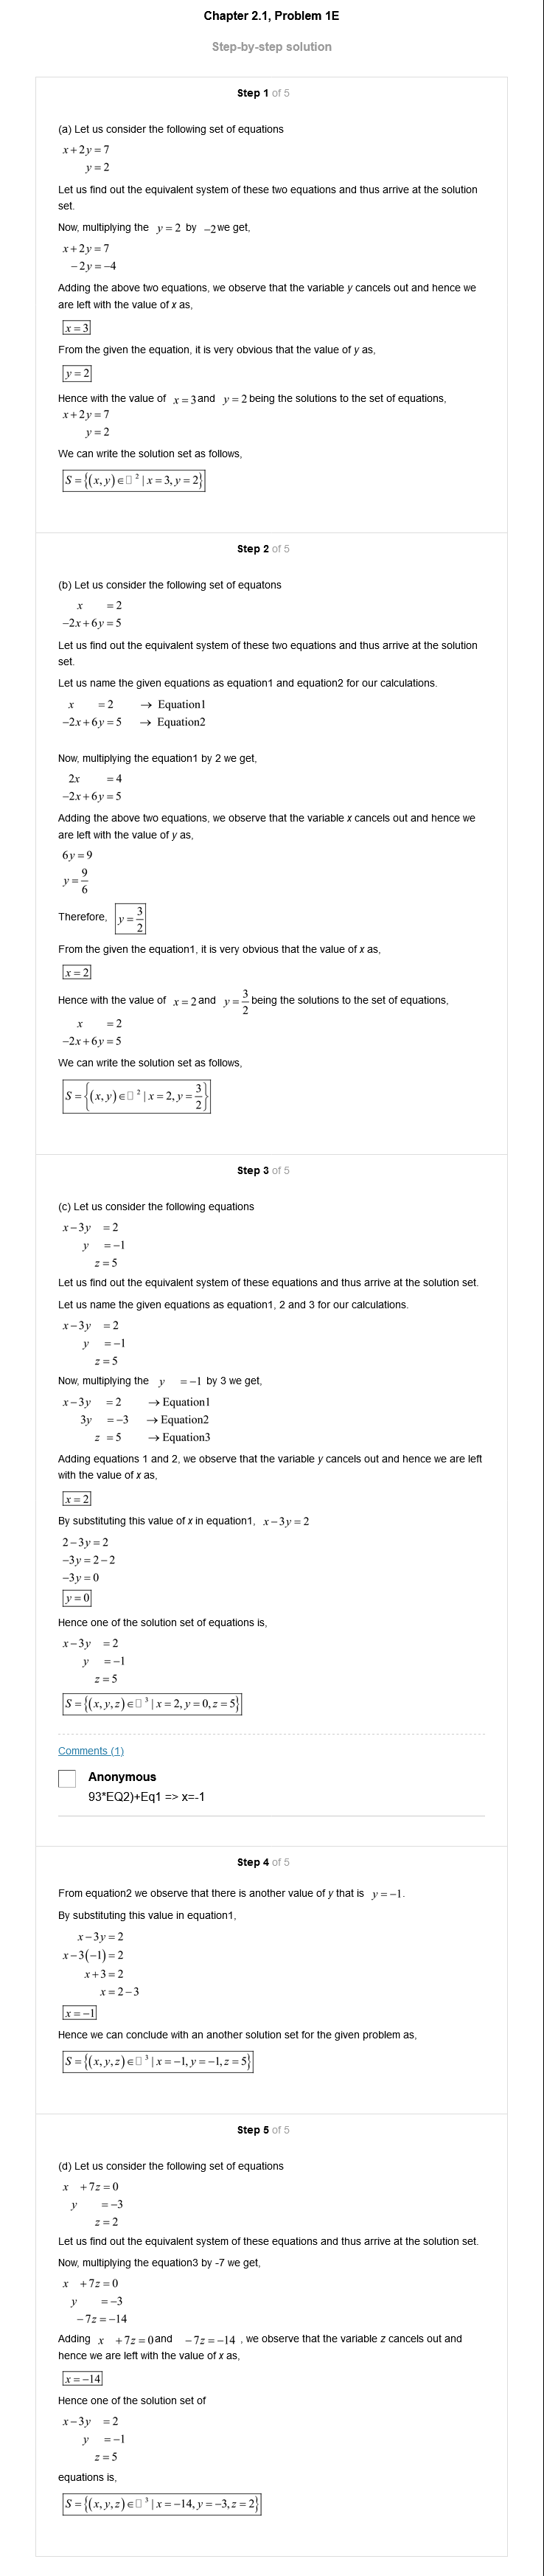 Chapter 2.1, Problem 1E
Step-by-step solution
Step 1 of 5
(a) Let us consider the following set of equations
x + 2y = 7
y = 2
Let us find out the equivalent system of these two equations and thus arrive at the solution
set.
Now, multiplying the y = 2 by −2 we get,
x + 2y = 7
−2y = −4
Adding the above two equations, we observe that the variable y cancels out and hence we
are left with the value of x as,
x = 3
From the given the equation, it is very obvious that the value of y as,
y = 2
Hence with the value of x = 3 and y = 2 being the solutions to the set of equations,
x + 2y = 7
y = 2
We can write the solution set as follows,
S = {(x, y) ∈ □ ² | x = 3, y = 2}
Step 2 of 5
(b) Let us consider the following set of equatons
x = 2
−2x + 6y = 5
Let us find out the equivalent system of these two equations and thus arrive at the solution
set.
Let us name the given equations as equation1 and equation2 for our calculations.
x = 2 → Equation1
−2x + 6y = 5 → Equation2
Now, multiplying the equation1 by 2 we get,
2x = 4
−2x + 6y = 5
Adding the above two equations, we observe that the variable x cancels out and hence we
are left with the value of y as,
6y = 9
y = 9/6
Therefore, y = 3/2
From the given the equation1, it is very obvious that the value of x as,
x = 2
Hence with the value of x = 2 and y = 3/2 being the solutions to the set of equations,
x = 2
−2x + 6y = 5
We can write the solution set as follows,
S = {(x, y) ∈ □ ² | x = 2, y = 3/2}
Step 3 of 5
(c) Let us consider the following equations
x − 3y = 2
y = −1
z = 5
Let us find out the equivalent system of these equations and thus arrive at the solution set.
Let us name the given equations as equation1, 2 and 3 for our calculations.
x − 3y = 2
y = −1
z = 5
Now, multiplying the y = −1 by 3 we get,
x − 3y = 2 → Equation1
3y = −3 → Equation2
z = 5 → Equation3
Adding equations 1 and 2, we observe that the variable y cancels out and hence we are left
with the value of x as,
x = 2
By substituting this value of x in equation1, x − 3y = 2
2 − 3y = 2
−3y = 2 − 2
−3y = 0
y = 0
Hence one of the solution set of equations is,
x − 3y = 2
y = −1
z = 5
S = {(x, y, z) ∈ □ ³ | x = 2, y = 0, z = 5}
Comments (1)
Anonymous
93*EQ2)+Eq1 => x=-1
Step 4 of 5
From equation2 we observe that there is another value of y that is y = −1.
By substituting this value in equation1,
x − 3y = 2
x − 3(−1) = 2
x + 3 = 2
x = 2 − 3
x = −1
Hence we can conclude with an another solution set for the given problem as,
S = {(x, y, z) ∈ □ ³ | x = −1, y = −1, z = 5}
Step 5 of 5
(d) Let us consider the following set of equations
x + 7z = 0
y = −3
z = 2
Let us find out the equivalent system of these equations and thus arrive at the solution set.
Now, multiplying the equation3 by -7 we get,
x + 7z = 0
y = −3
−7z = −14
Adding x + 7z = 0 and −7z = −14 , we observe that the variable z cancels out and
hence we are left with the value of x as,
x = −14
Hence one of the solution set of
x − 3y = 2
y = −1
z = 5
equations is,
S = {(x, y, z) ∈ □ ³ | x = −14, y = −3, z = 2}